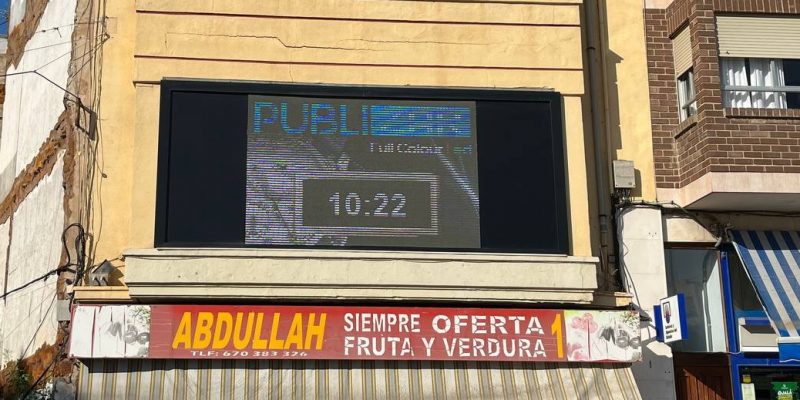 PUBLI
Full Colour Led
10:22
ABDULLAH
TLF: 670 383 326
SIEMPRE OFERTA 1
FRUTA Y VERDURA